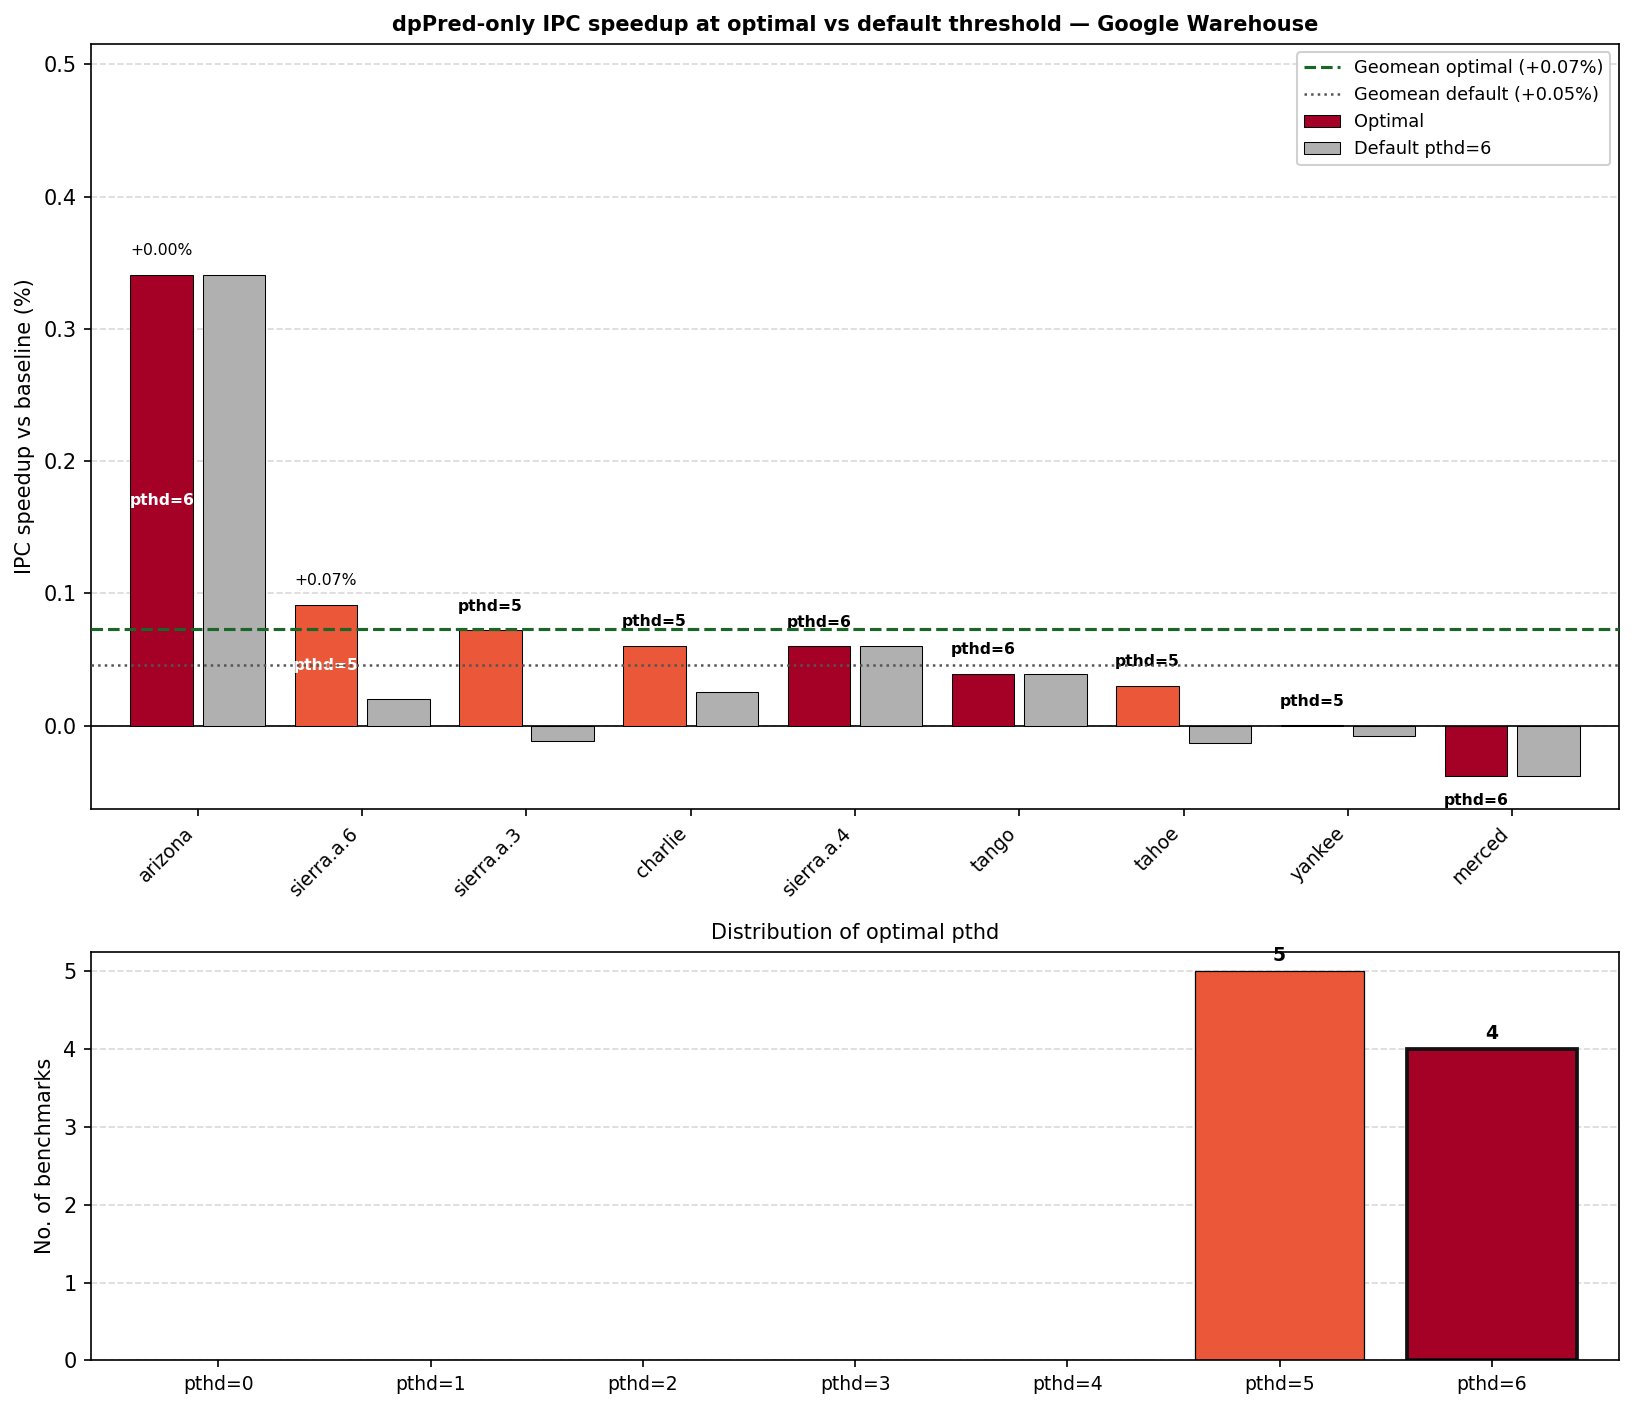 dpPred-only IPC speedup at optimal vs default threshold — Google Warehouse
Geomean optimal (+0.07%)
Geomean default (+0.05%)
Optimal
Default pthd=6
IPC speedup vs baseline (%)
0.5
0.4
0.3
0.2
0.1
0.0
+0.00%
pthd=6
+0.07%
pthd=5
pthd=5
pthd=5
pthd=6
pthd=6
pthd=5
pthd=5
pthd=6
arizona
sierra.a.6
sierra.a.3
charlie
sierra.a.4
tango
tahoe
yankee
merced
Distribution of optimal pthd
No. of benchmarks
5
4
3
2
1
0
5
4
pthd=0
pthd=1
pthd=2
pthd=3
pthd=4
pthd=5
pthd=6